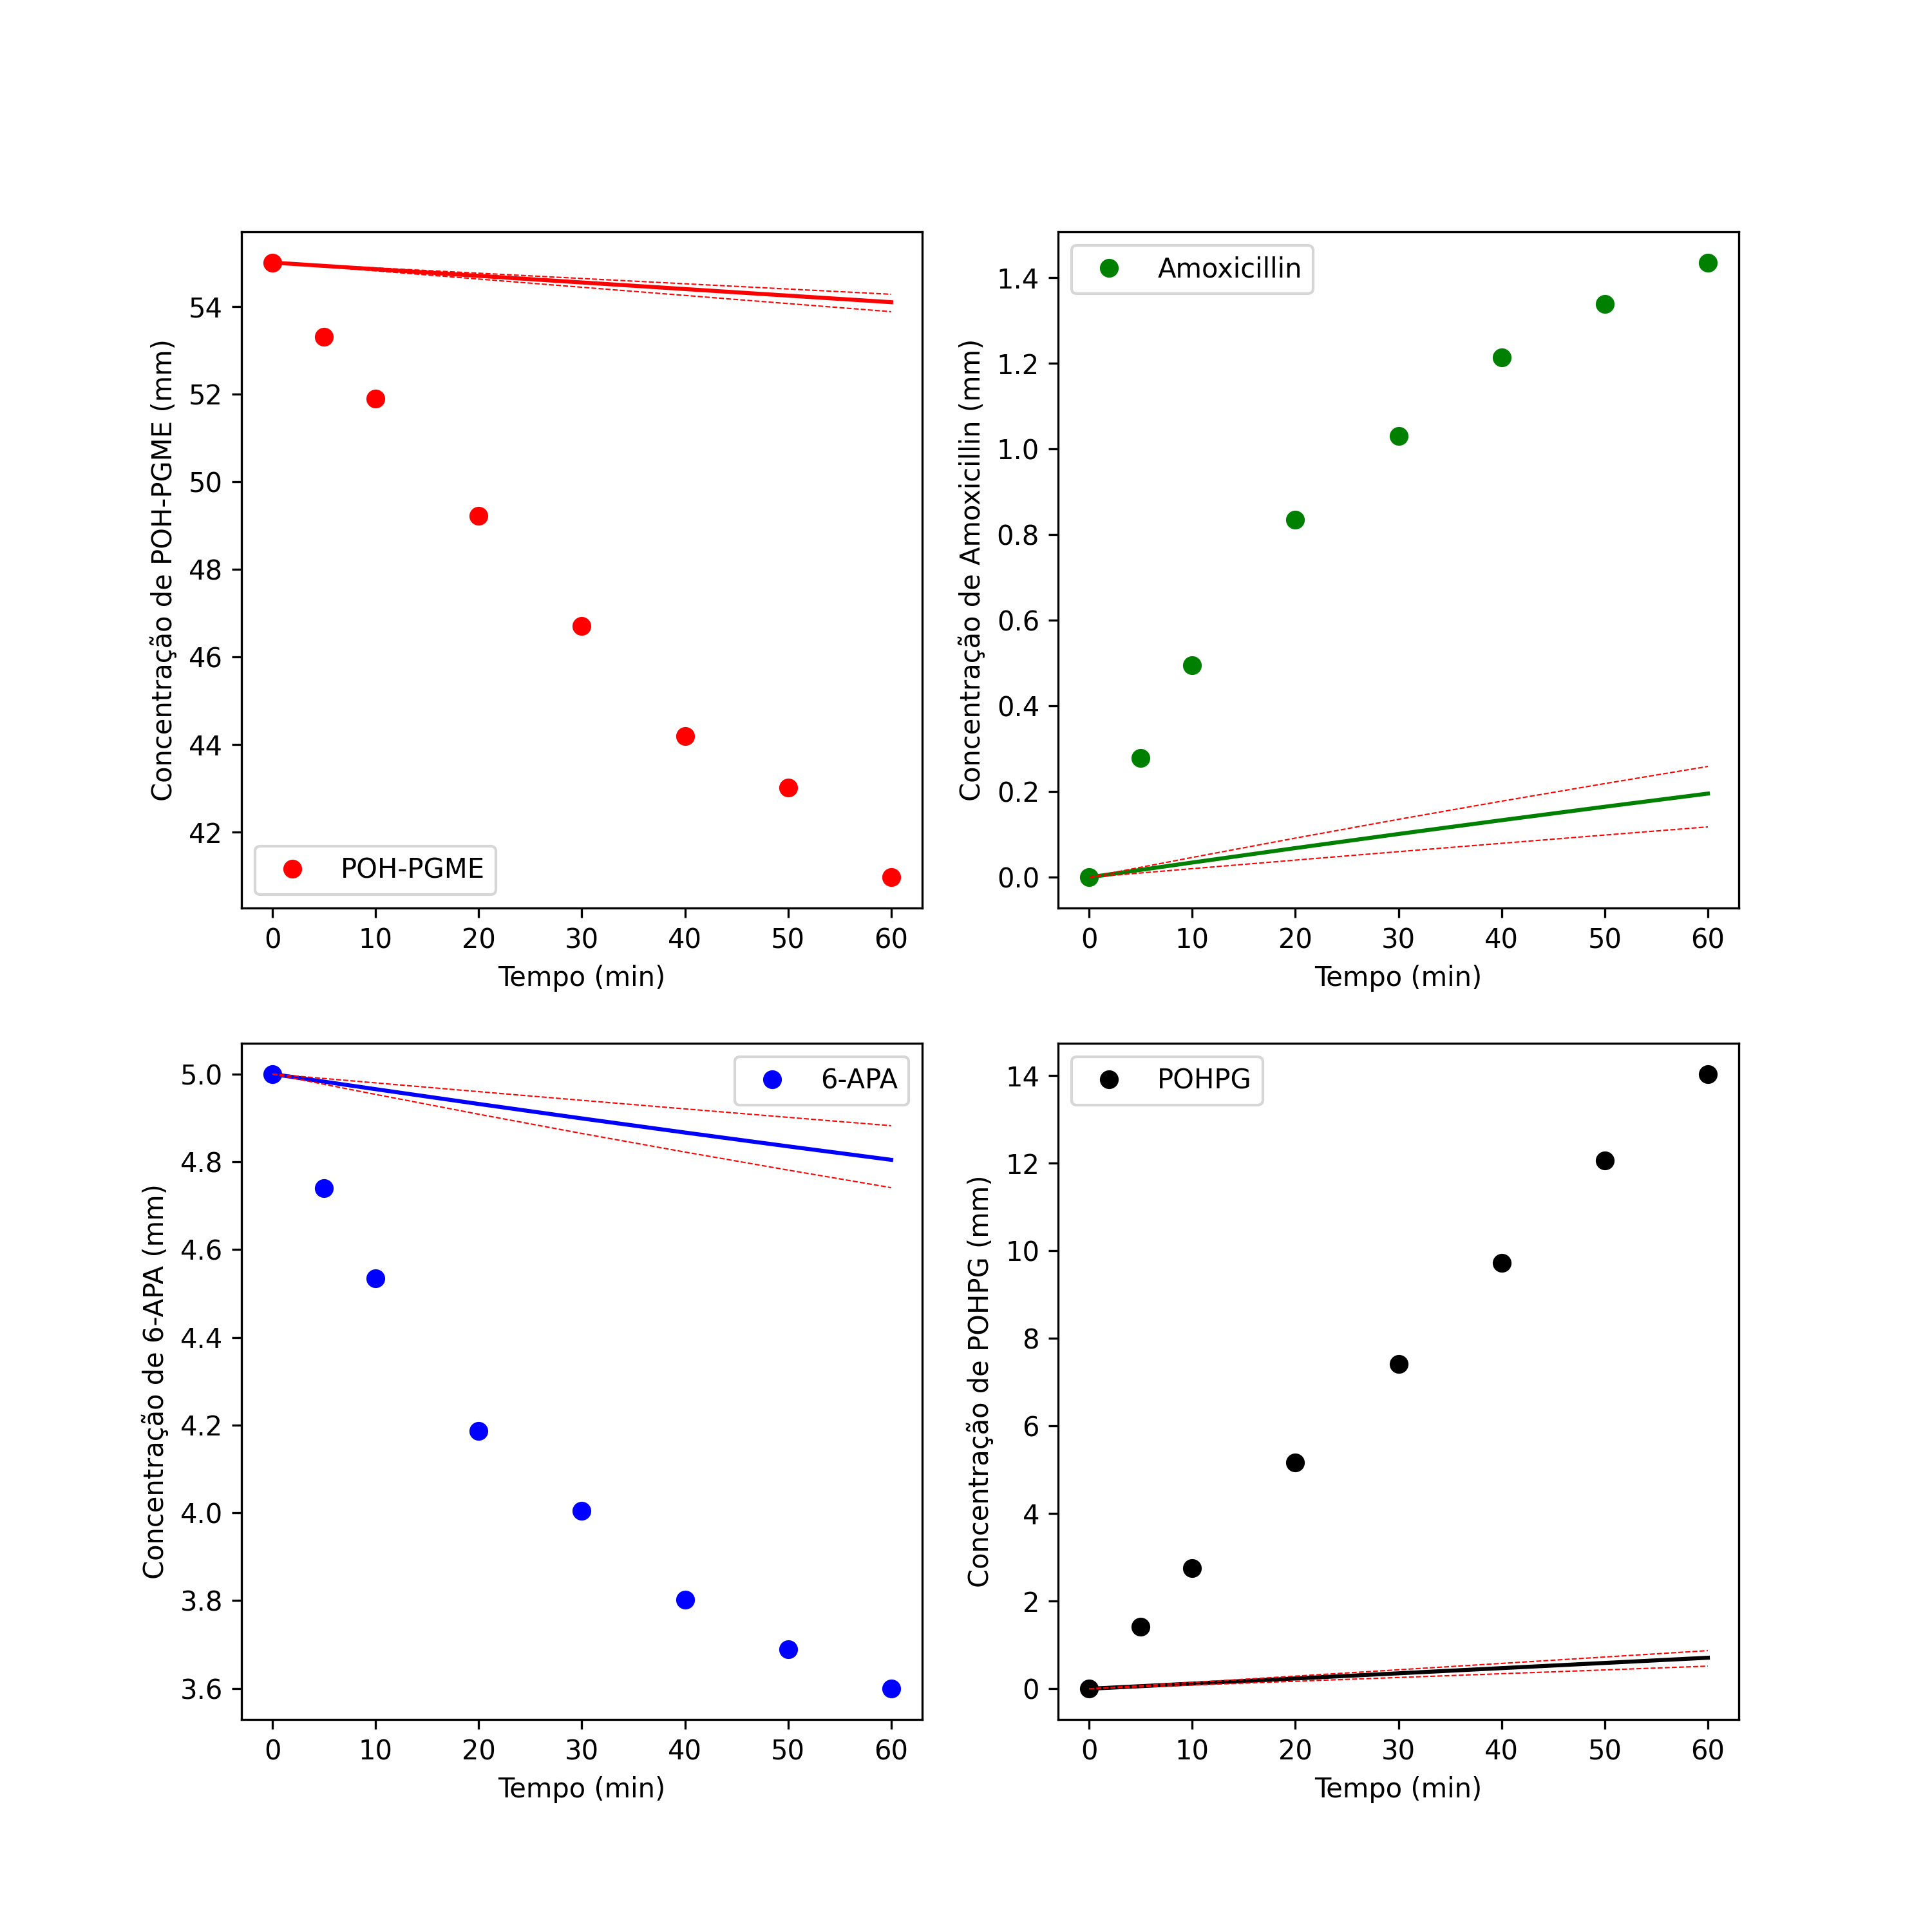 Concentração de POH-PGME (mm)
54
52
50
48
46
44
42
POH-PGME
0 10 20 30 40 50 60
Tempo (min)
Concentração de Amoxicillin (mm)
Amoxicillin
1.4
1.2
1.0
0.8
0.6
0.4
0.2
0.0
0 10 20 30 40 50 60
Tempo (min)
Concentração de 6-APA (mm)
6-APA
5.0
4.8
4.6
4.4
4.2
4.0
3.8
3.6
0 10 20 30 40 50 60
Tempo (min)
Concentração de POHPG (mm)
POHPG
14
12
10
8
6
4
2
0
0 10 20 30 40 50 60
Tempo (min)